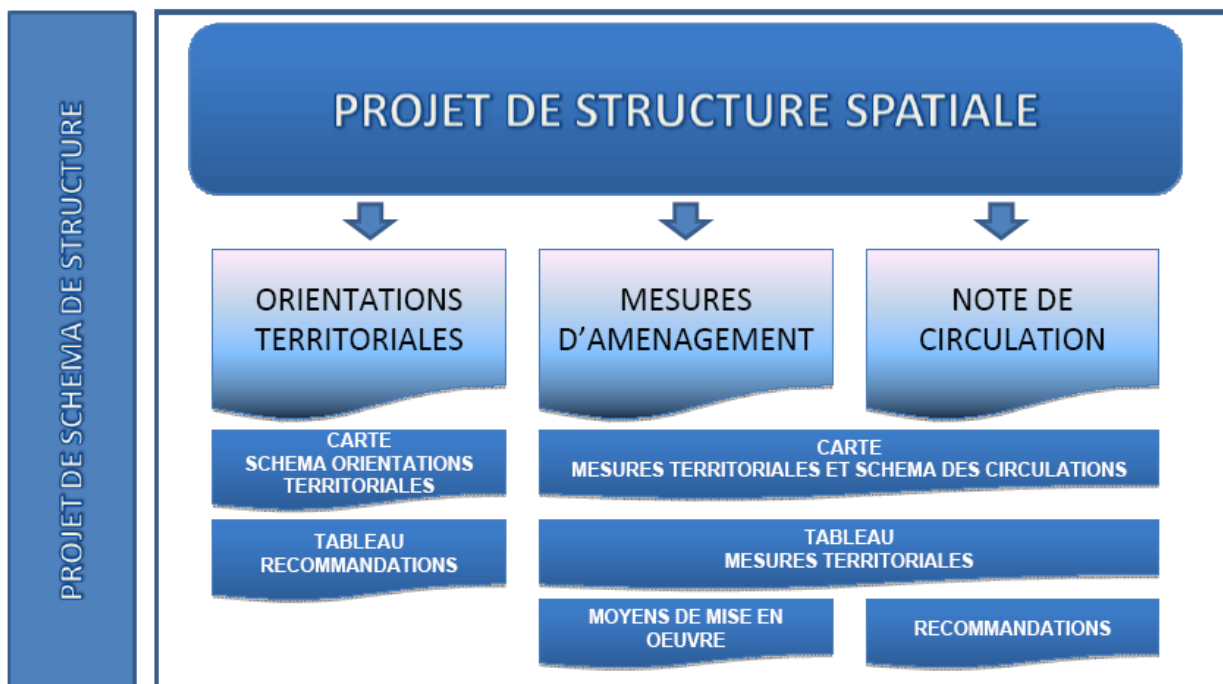 PROJET DE SCHEMA DE STRUCTURE
PROJET DE STRUCTURE SPATIALE
ORIENTATIONS
TERRITORIALES
MESURES
D'AMENAGEMENT
NOTE DE
CIRCULATION
CARTE
SCHEMA ORIENTATIONS
TERRITORIALES
CARTE
MESURES TERRITORIALES ET SCHEMA DES CIRCULATIONS
TABLEAU
RECOMMANDATIONS
TABLEAU
MESURES TERRITORIALES
MOYENS DE MISE EN
OEUVRE
RECOMMANDATIONS